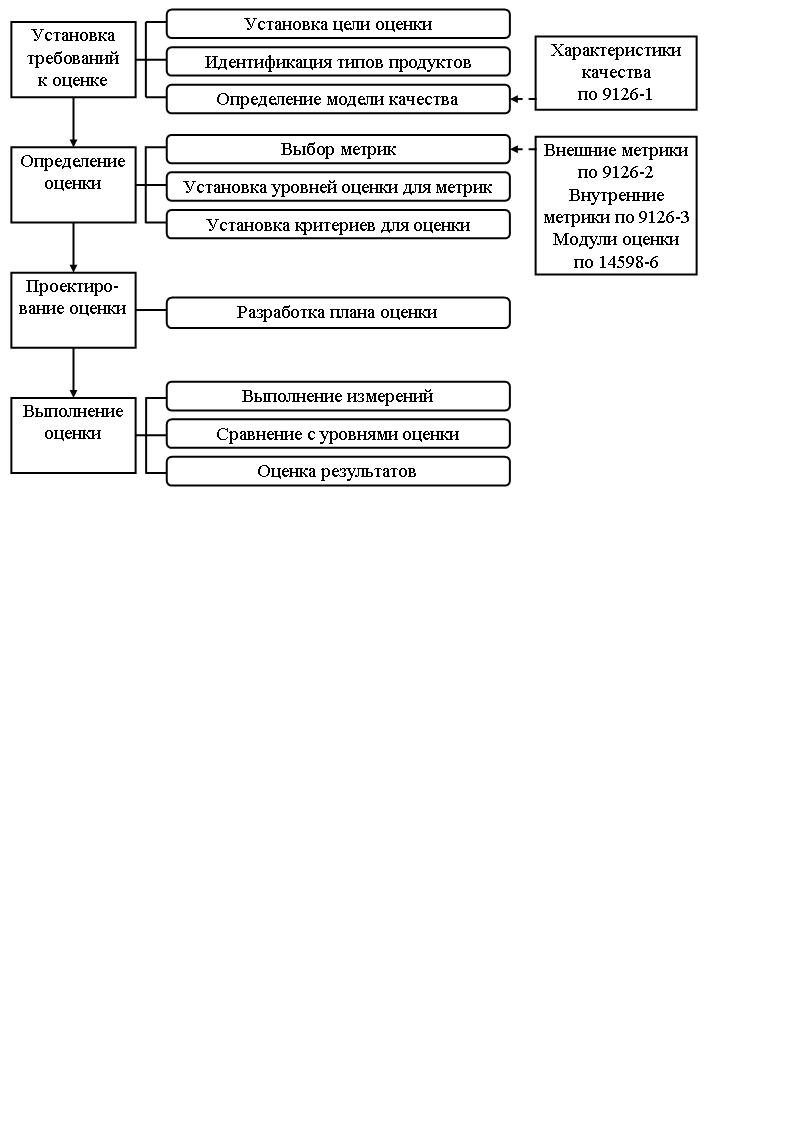 Установка
требований
к оценке
Установка цели оценки
Идентификация типов продуктов
Определение модели качества
Характеристики
качества
по 9126-1
Определение
оценки
Выбор метрик
Установка уровней оценки для метрик
Установка критериев для оценки
Внешние метрики
по 9126-2
Внутренние
метрики по 9126-3
Модули оценки
по 14598-6
Проектиро-
вание оценки
Разработка плана оценки
Выполнение
оценки
Выполнение измерений
Сравнение с уровнями оценки
Оценка результатов